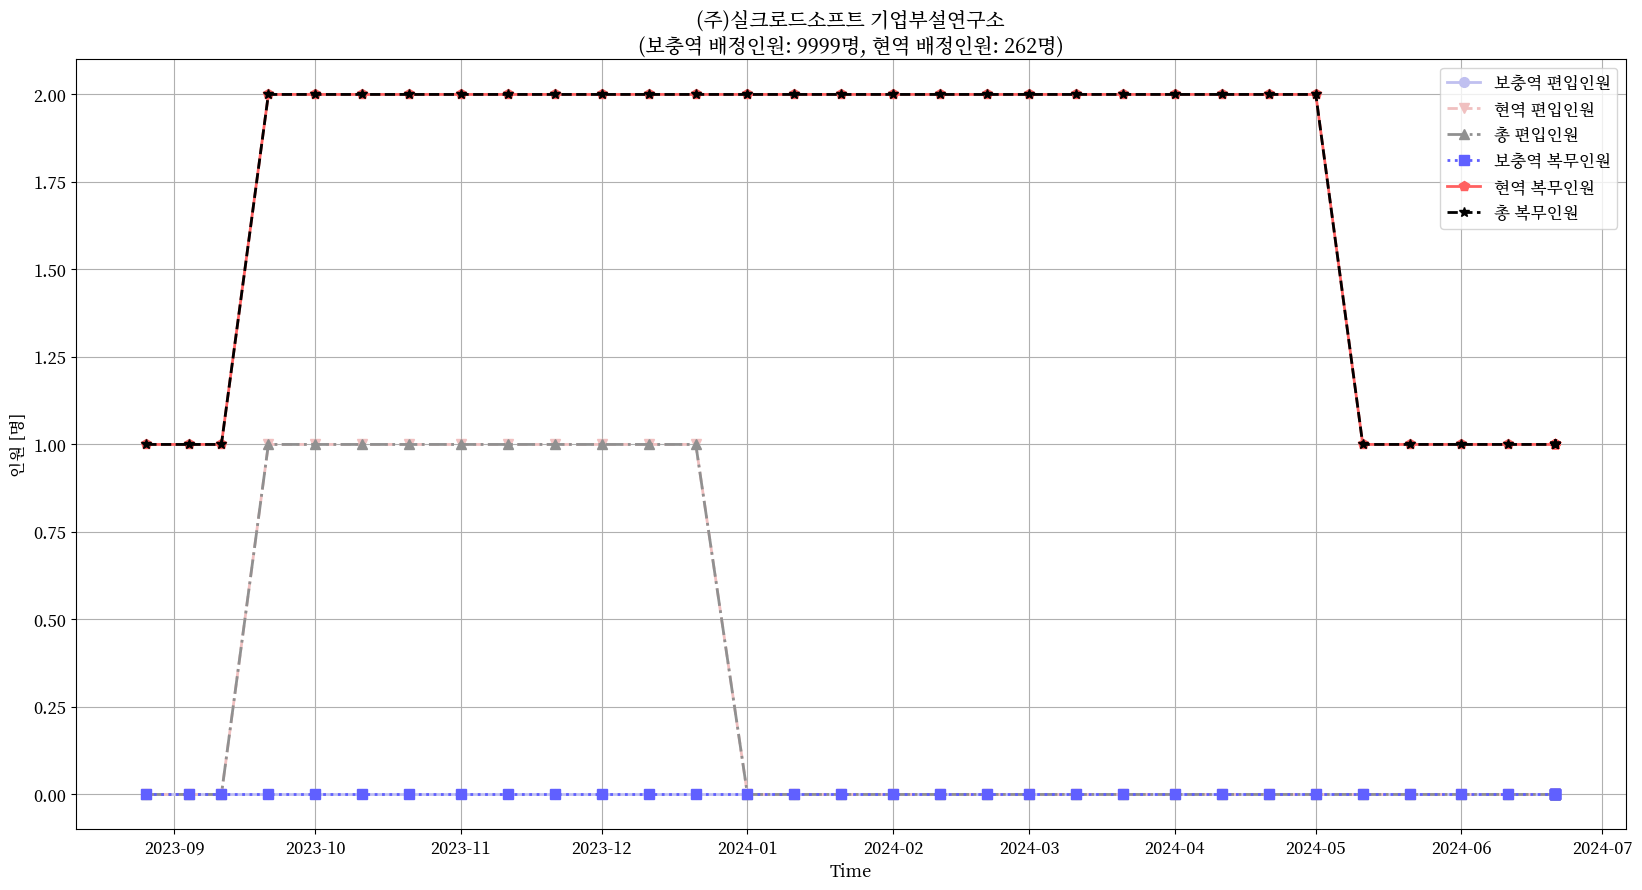 (주)실크로드소프트 기업부설연구소
(보충역 배정인원: 9999명, 현역 배정인원: 262명)
보충역 편입인원
현역 편입인원
총 편입인원
보충역 복무인원
현역 복무인원
총 복무인원
인원 [명]
2.00
1.75
1.50
1.25
1.00
0.75
0.50
0.25
0.00
2023-09 2023-10 2023-11 2023-12 2024-01 2024-02 2024-03 2024-04 2024-05 2024-06 2024-07
Time